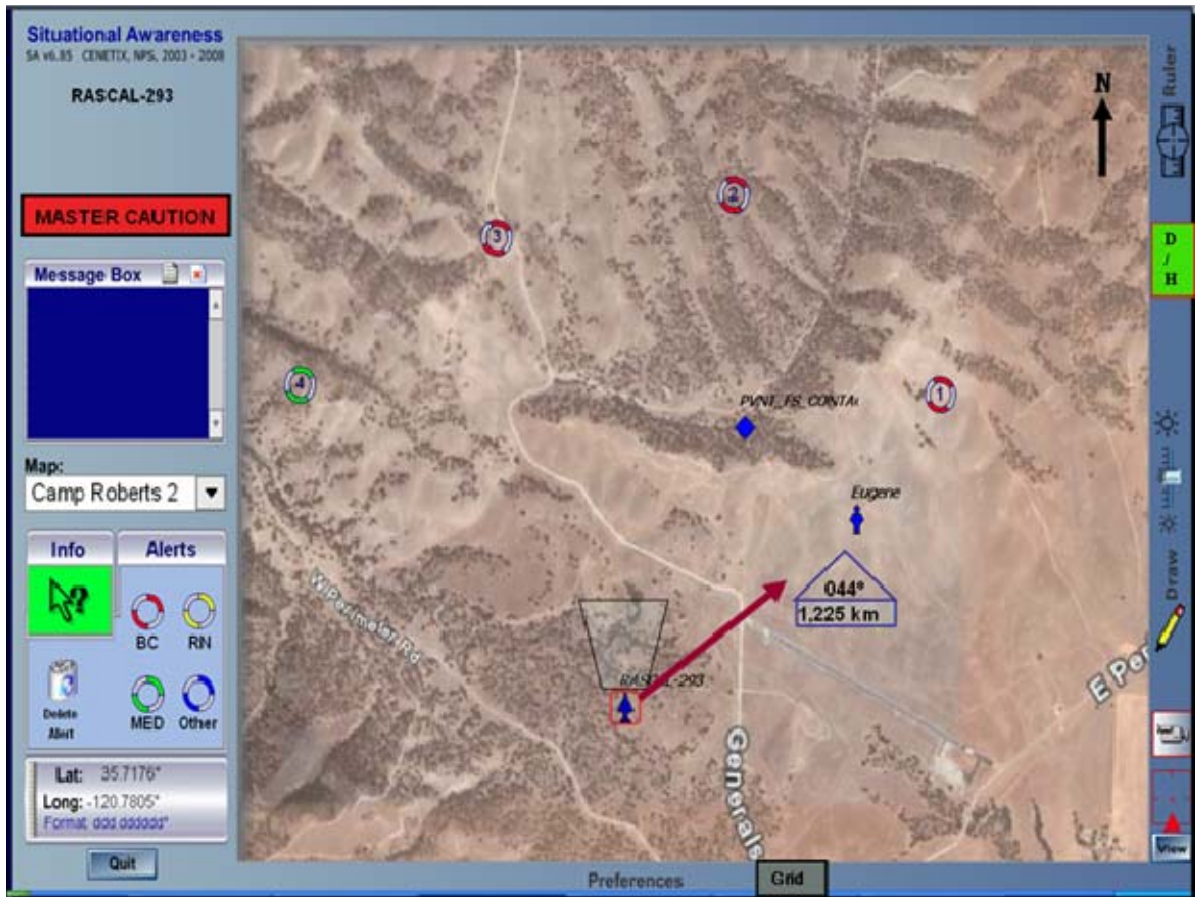 Situational Awareness
SA v6.85 CENETIX, NPS, 2003 - 2008
RASCAL-293
MASTER CAUTION
Message Box
Map:
Camp Roberts 2
Info
Alerts
BC
RIN
Delete
Alert
MED
Other
Lat: 35.7176°
Long: -120.7805°
Format: ddd.dddddd°
Quit
N
2
3
4
1
PVNT_FS_CONTA
Eugene
044°
1,225 km
W Perimeter Rd
RASCAL-293
E Per
Generals
Preferences
Grid
Ruler
D
/
H
Draw
View